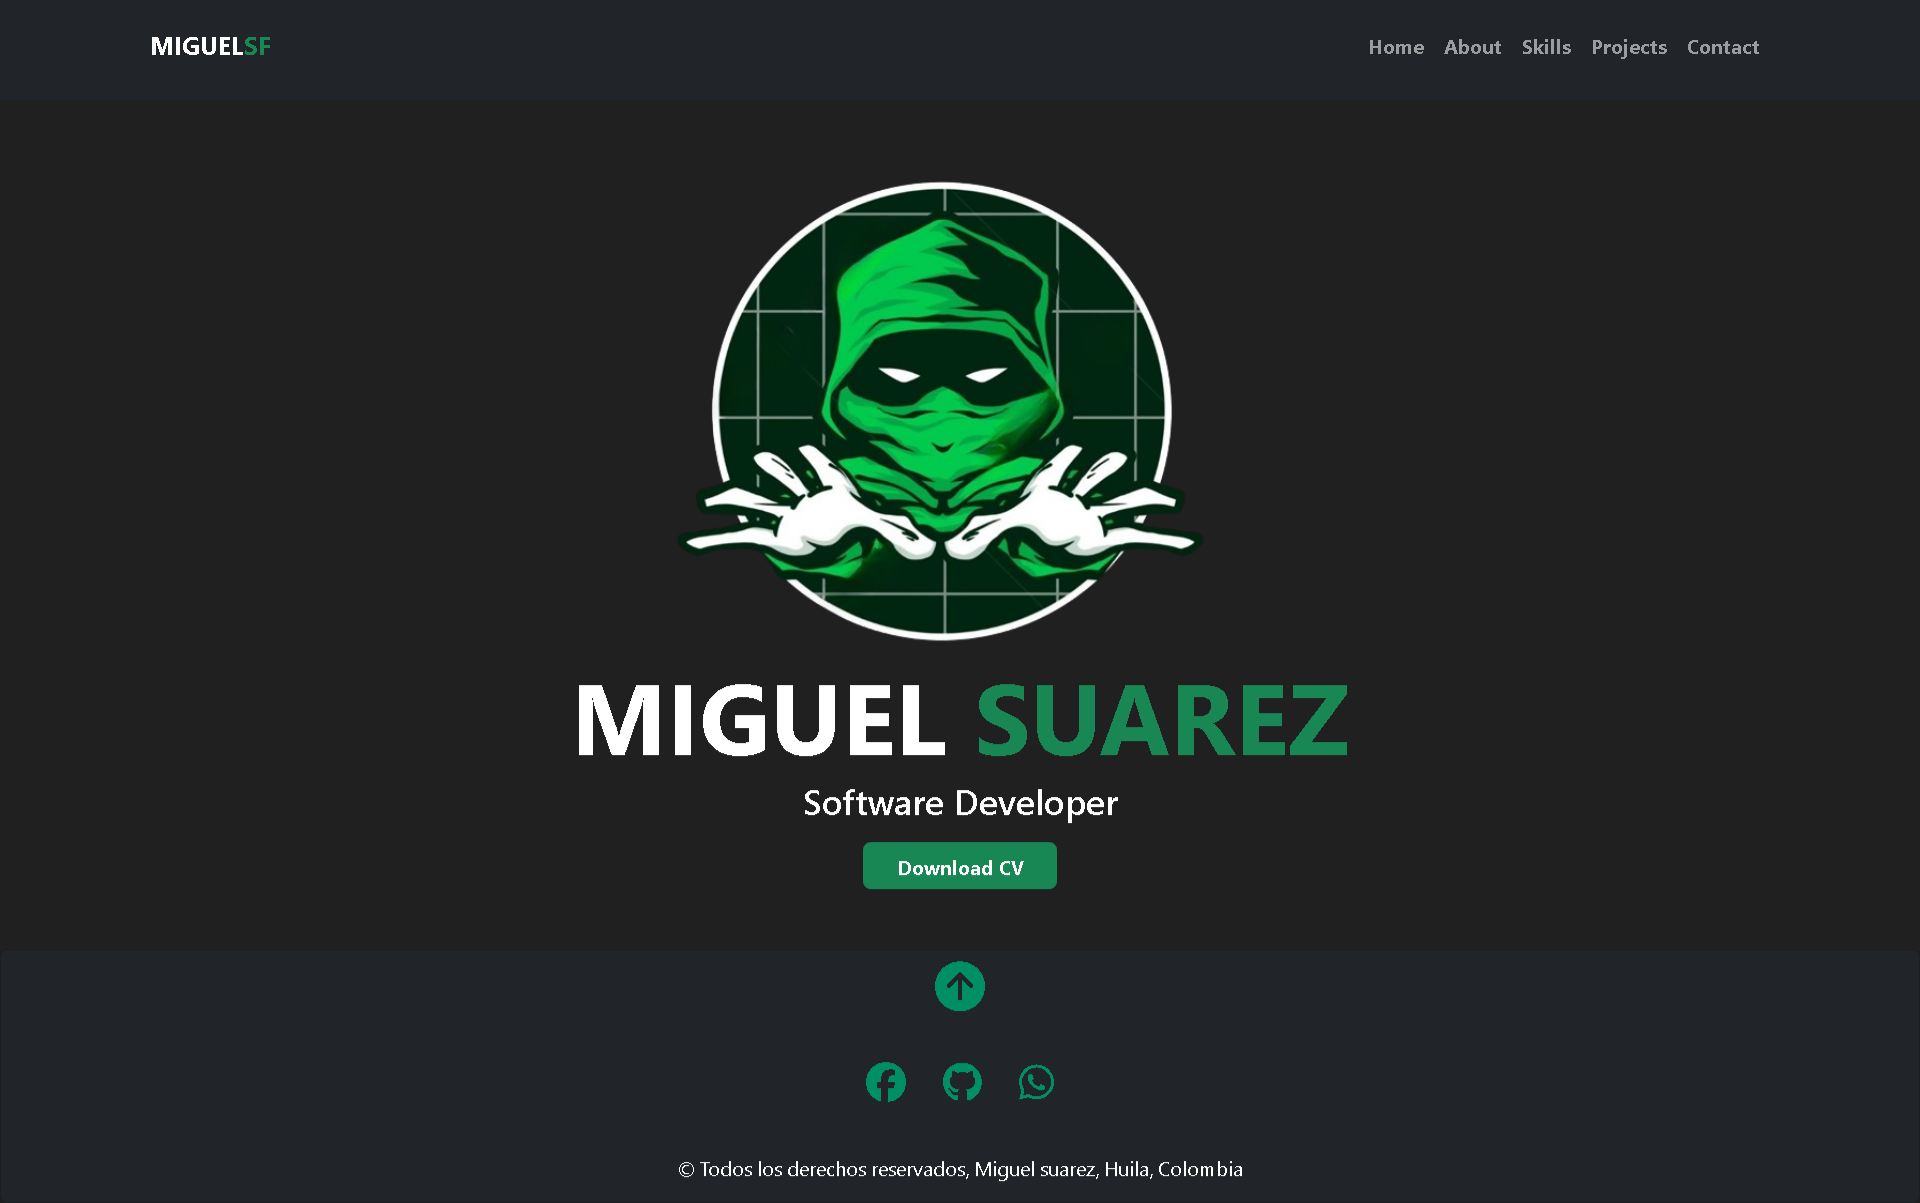 MIGUELSF
Home About Skills Projects Contact
MIGUEL SUAREZ
Software Developer
Download CV
© Todos los derechos reservados, Miguel suarez, Huila, Colombia